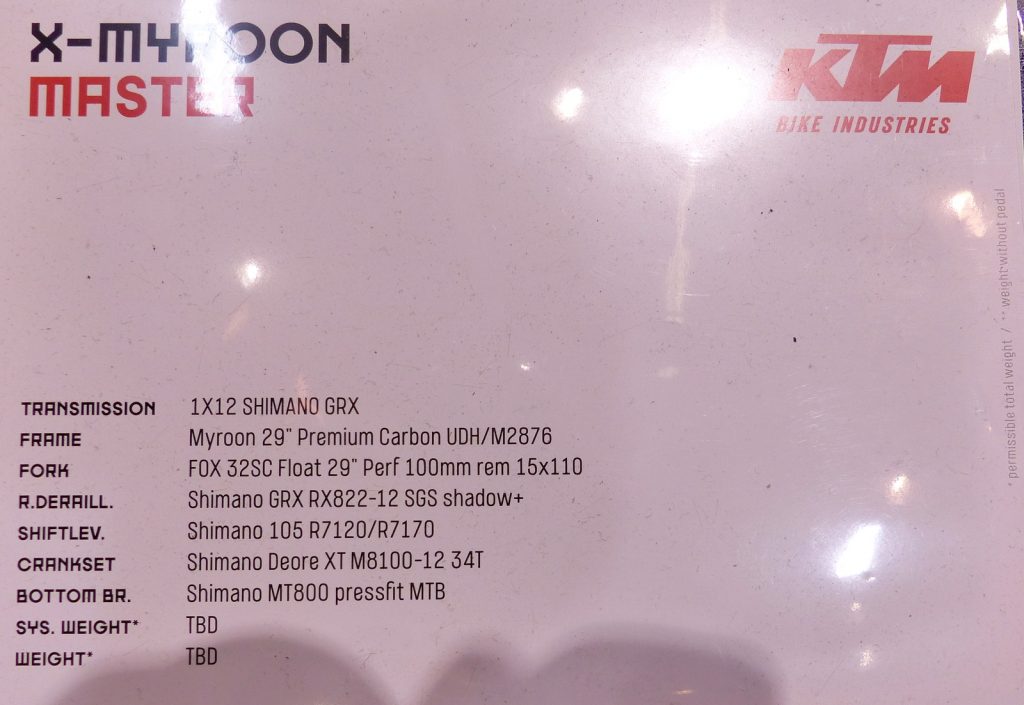 X-MYROON
MASTER
KTM
BIKE INDUSTRIES
TRANSMISSION 1X12 SHIMANO GRX
FRAME Myroon 29" Premium Carbon UDH/M2876
FORK FOX 32SC Float 29" Perf 100mm rem 15x110
R.DERAILL. Shimano GRX RX822-12 SGS shadow+
SHIFTLEV. Shimano 105 R7120/R7170
CRANKSET Shimano Deore XT M8100-12 34T
BOTTOM BR. Shimano MT800 pressfit MTB
SYS. WEIGHT* TBD
WEIGHT* TBD
* permissible total weight / ** weight without pedal